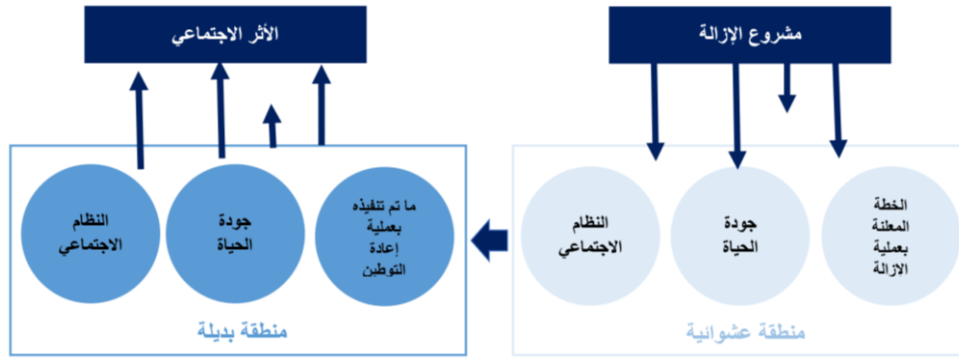 مشروع الإزالة
الأثر الاجتماعي
الخطة
المعلنة
بعملية
الازالة
جودة
الحياة
النظام
الاجتماعي
منطقة عشوائية
ما تم تنفيذه
بعملية
إعادة
التوطين
جودة
الحياة
النظام
الاجتماعي
منطقة بديلة